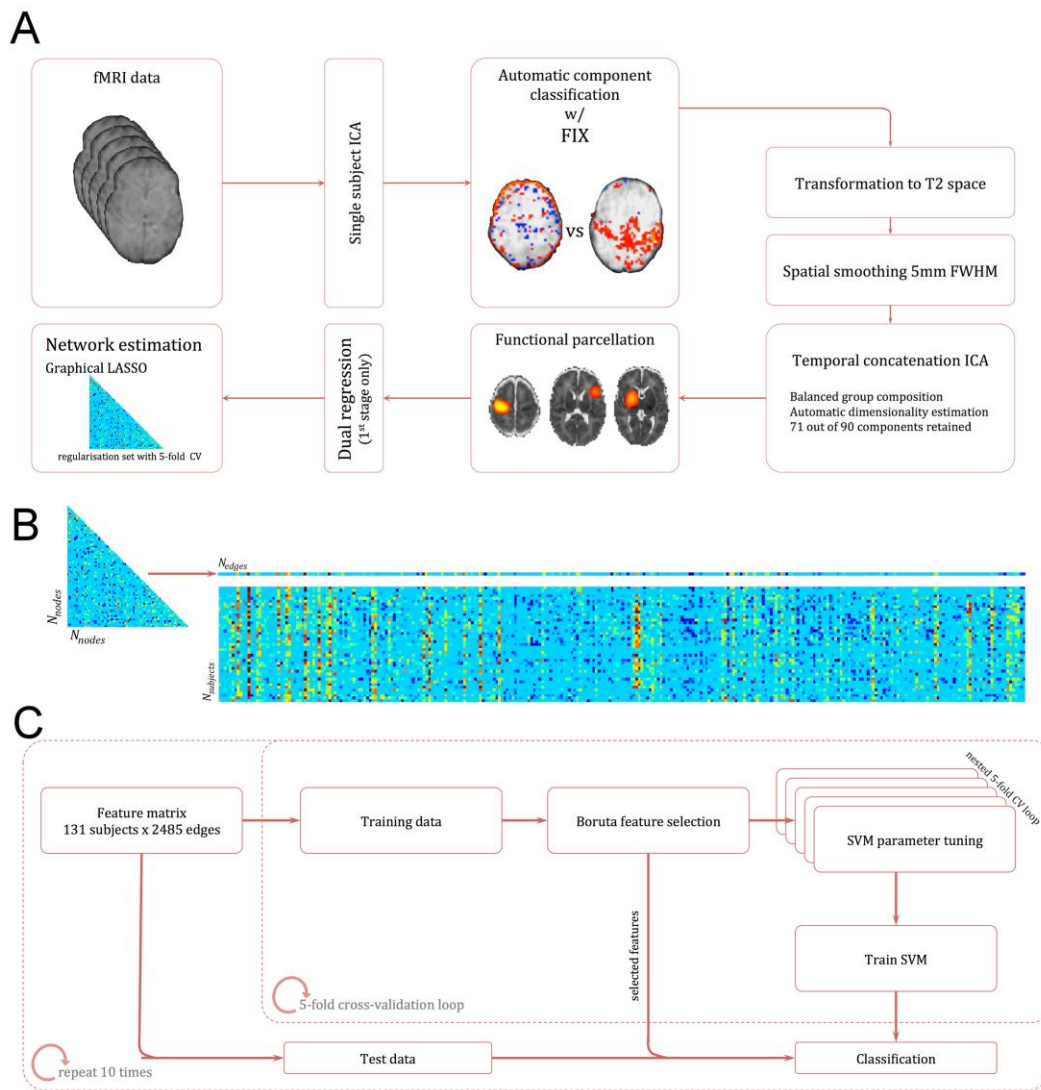 A
fMRI data
Single subject ICA
Automatic component
classification
w/
FIX
vs
Transformation to T2 space
Spatial smoothing 5mm FWHM
Temporal concatenation ICA
Balanced group composition
Automatic dimensionality estimation
71 out of 90 components retained
Functional parcellation
Dual regression
(1st stage only)
Network estimation
Graphical LASSO
regularisation set with 5-fold CV
B
Nnodes
Nnodes
Nedges
Nsubjects
C
Feature matrix
131 subjects x 2485 edges
Training data
Boruta feature selection
nested 5-fold CV loop
SVM parameter tuning
Train SVM
selected features
5-fold cross-validation loop
repeat 10 times
Test data
Classification